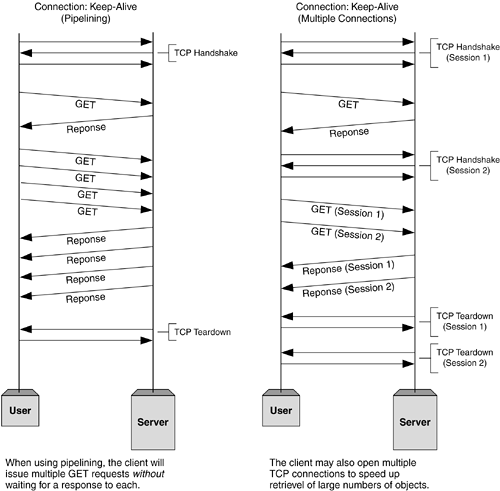 Connection: Keep-Alive
(Pipelining)
TCP Handshake
GET
Reponse
GET
GET
GET
GET
Reponse
Reponse
Reponse
Reponse
TCP Teardown
User
Server
When using pipelining, the client will
issue multiple GET requests without
waiting for a response to each.
Connection: Keep-Alive
(Multiple Connections)
TCP Handshake
(Session 1)
GET
Reponse
TCP Handshake
(Session 2)
GET (Session 1)
GET (Session 2)
Reponse (Session 1)
Reponse (Session 2)
TCP Teardown
(Session 1)
TCP Teardown
(Session 2)
User
Server
The client may also open multiple
TCP connections to speed up
retrievel of large numbers of objects.